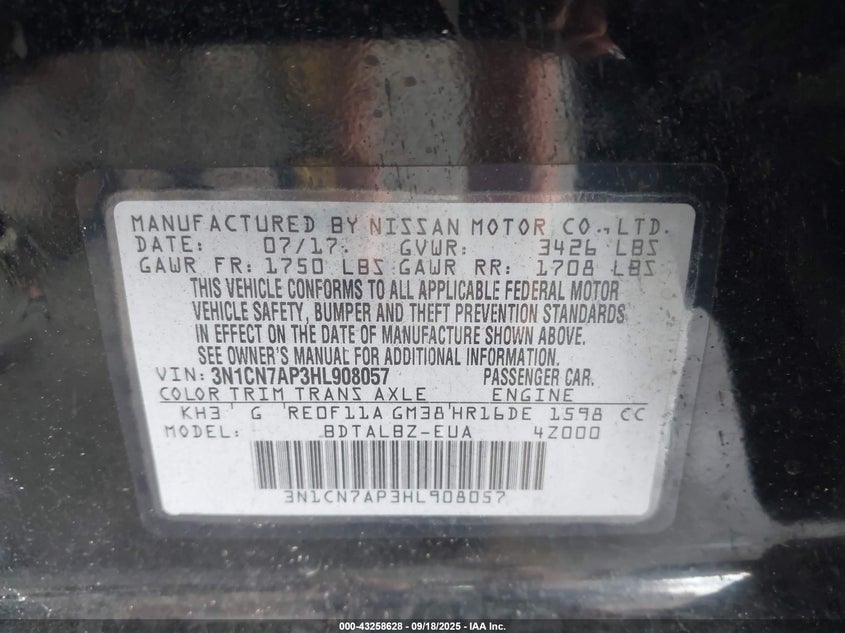 MANUFACTURED BY NISSAN MOTOR CO., LTD.
DATE: 07/17. GVWR: 3426 LBS
GAWR FR: 1750 LBS GAWR RR: 1708 LBS
THIS VEHICLE CONFORMS TO ALL APPLICABLE FEDERAL MOTOR
VEHICLE SAFETY, BUMPER AND THEFT PREVENTION STANDARDS
IN EFFECT ON THE DATE OF MANUFACTURE SHOWN ABOVE.
SEE OWNER'S MANUAL FOR ADDITIONAL INFORMATION.
VIN: 3N1CN7AP3HL908057 PASSENGER CAR.
COLOR TRIM TRANS AXLE ENGINE
KH3 G RE0F11A GM38 HR16DE 1598 CC
MODEL: BDTALBZ-EUA 4Z000
3N1CN7AP3HL908057
000-43258628 - 09/18/2025 - IAA Inc.